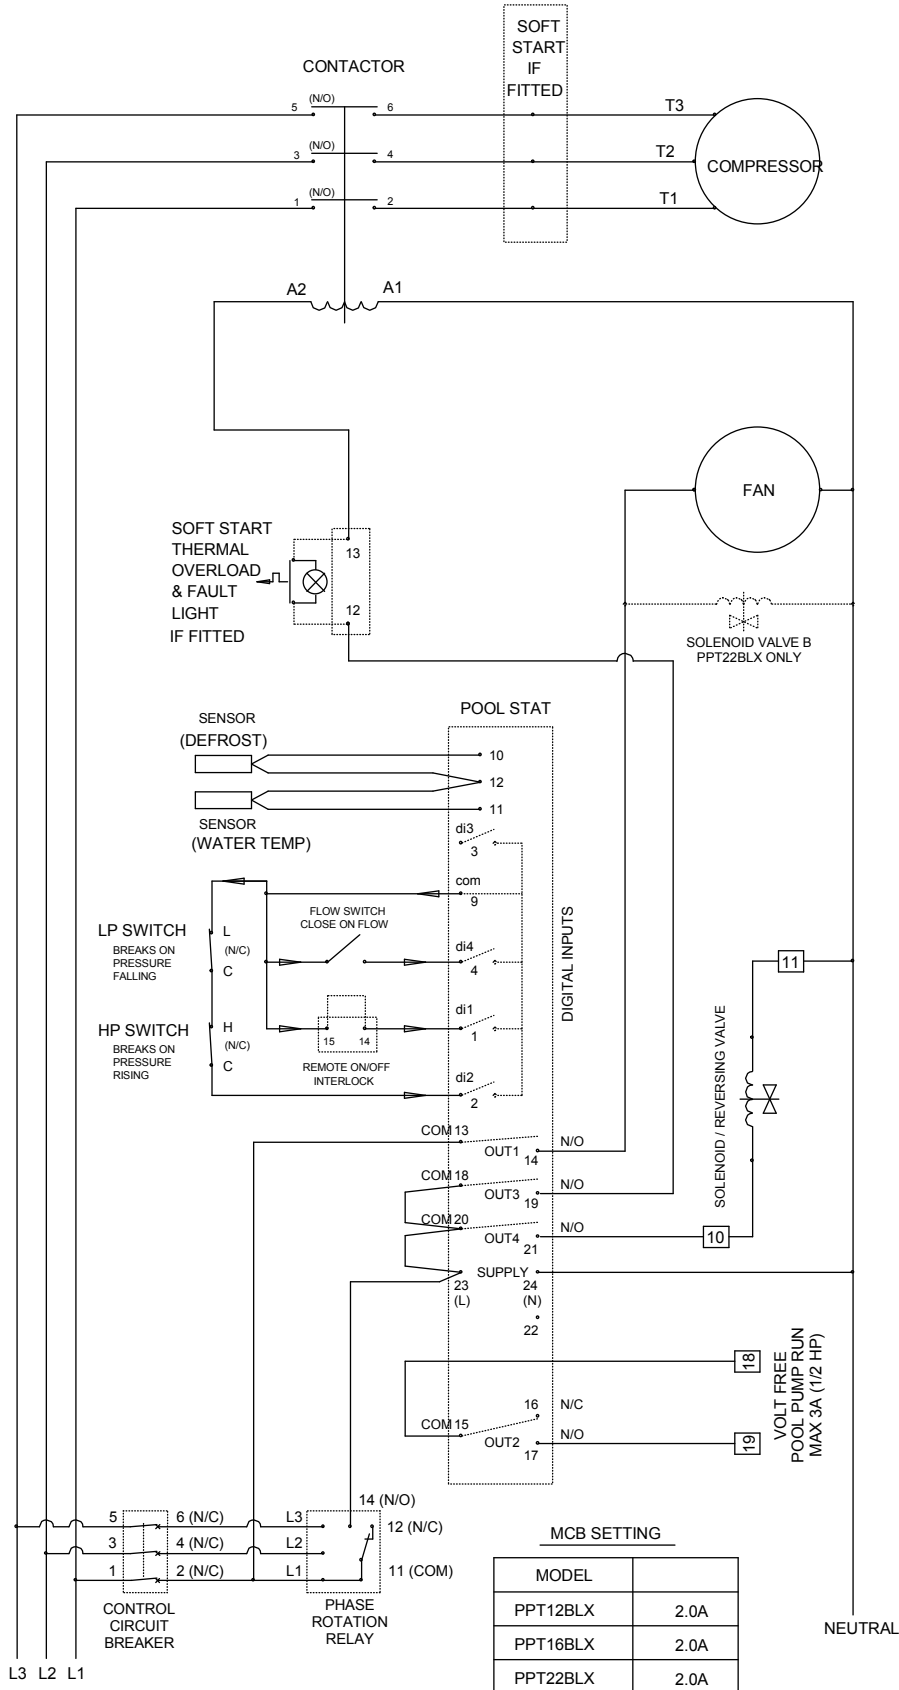 SOFT
START
IF
FITTED
CONTACTOR
(N/O)
5
6
T3
(N/O)
3
4
T2
COMPRESSOR
(N/O)
1
2
T1
A2
A1
FAN
SOFT START
THERMAL
OVERLOAD
& FAULT
LIGHT
IF FITTED
13
12
SOLENOID VALVE B
PPT22BLX ONLY
POOL STAT
SENSOR
(DEFROST)
10
12
11
SENSOR
(WATER TEMP)
di3
3
com
9
FLOW SWITCH
CLOSE ON FLOW
LP SWITCH
BREAKS ON
PRESSURE
FALLING
L
(N/C)
C
di4
4
DIGITAL INPUTS
11
HP SWITCH
BREAKS ON
PRESSURE
RISING
H
(N/C)
C
15
14
REMOTE ON/OFF
INTERLOCK
di1
1
di2
2
SOLENOID / REVERSING VALVE
COM 13
OUT1
14
N/O
COM 18
OUT3
19
N/O
COM 20
OUT4
21
N/O
10
SUPPLY
23
(L)
24
(N)
22
18
VOLT FREE
POOL PUMP RUN
MAX 3A (1/2 HP)
16
N/C
COM 15
OUT2
17
N/O
19
14 (N/O)
5
6 (N/C)
L3
12 (N/C)
3
4 (N/C)
L2
1
2 (N/C)
L1
11 (COM)
CONTROL
CIRCUIT
BREAKER
PHASE
ROTATION
RELAY
MCB SETTING
MODEL
PPT12BLX 2.0A
PPT16BLX 2.0A
PPT22BLX 2.0A
NEUTRAL
L3 L2 L1